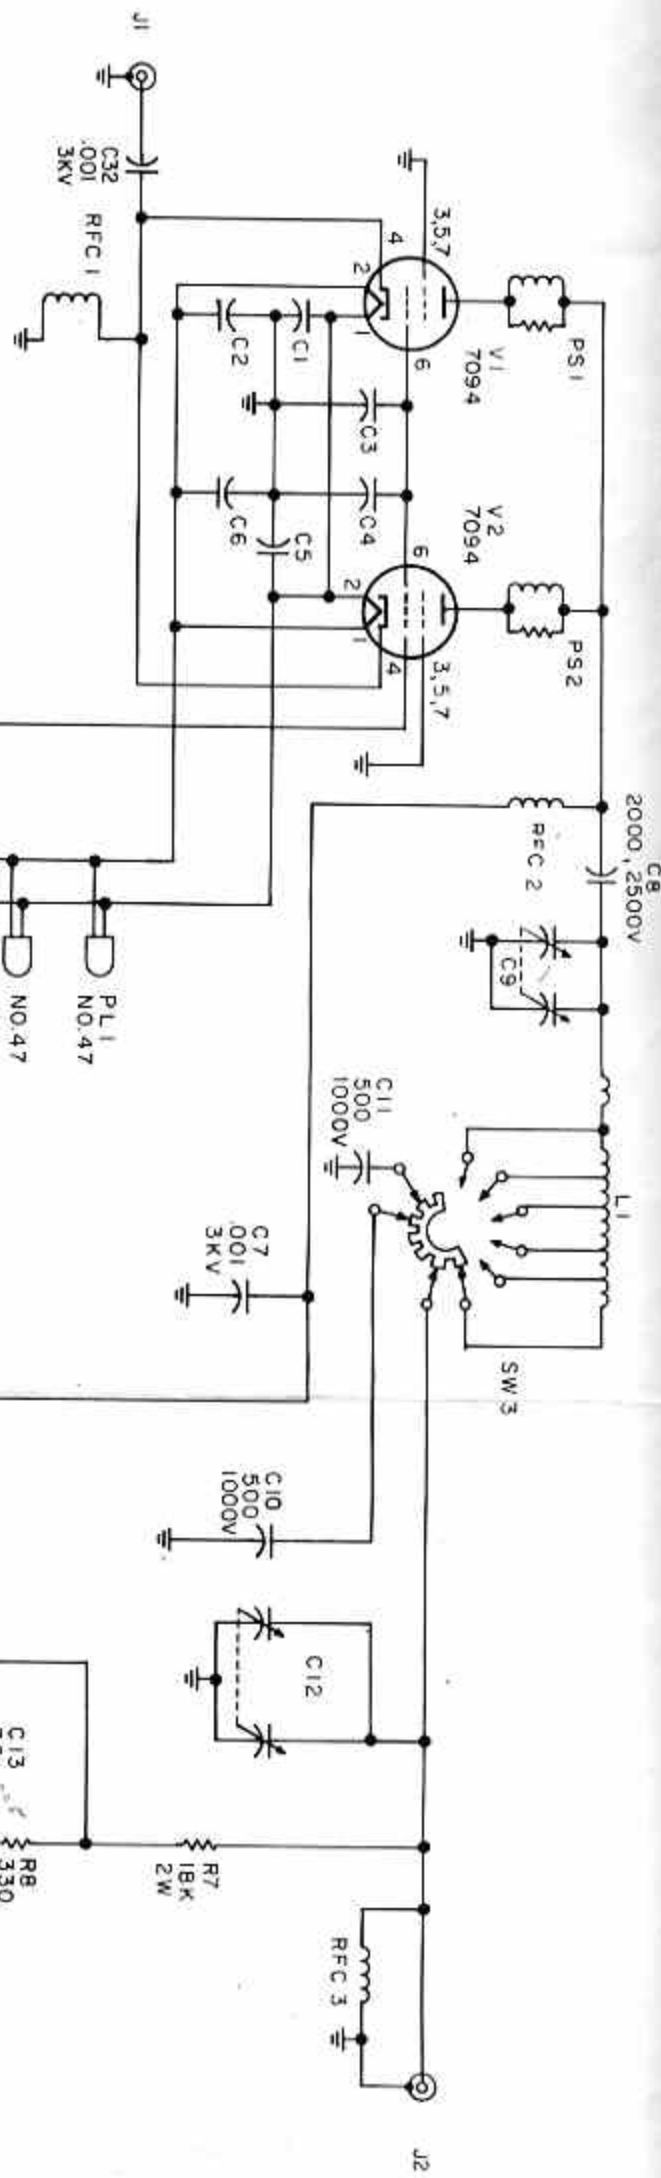 J1
C32
.001
3KV
RFC 1
3,5,7
4
2
1
6
V1
7094
PS1
C2
C1
C3
C4
C6
C5
V2
7094
6
2
1
4
3,5,7
PS2
C8
2000, 2500V
RFC 2
C9
PL1
NO.47
NO.47
C11
500
1000V
L1
SW3
C7
.001
3KV
C10
500
1000V
C12
C13
R7
18K
2W
R8
330
RFC 3
J2